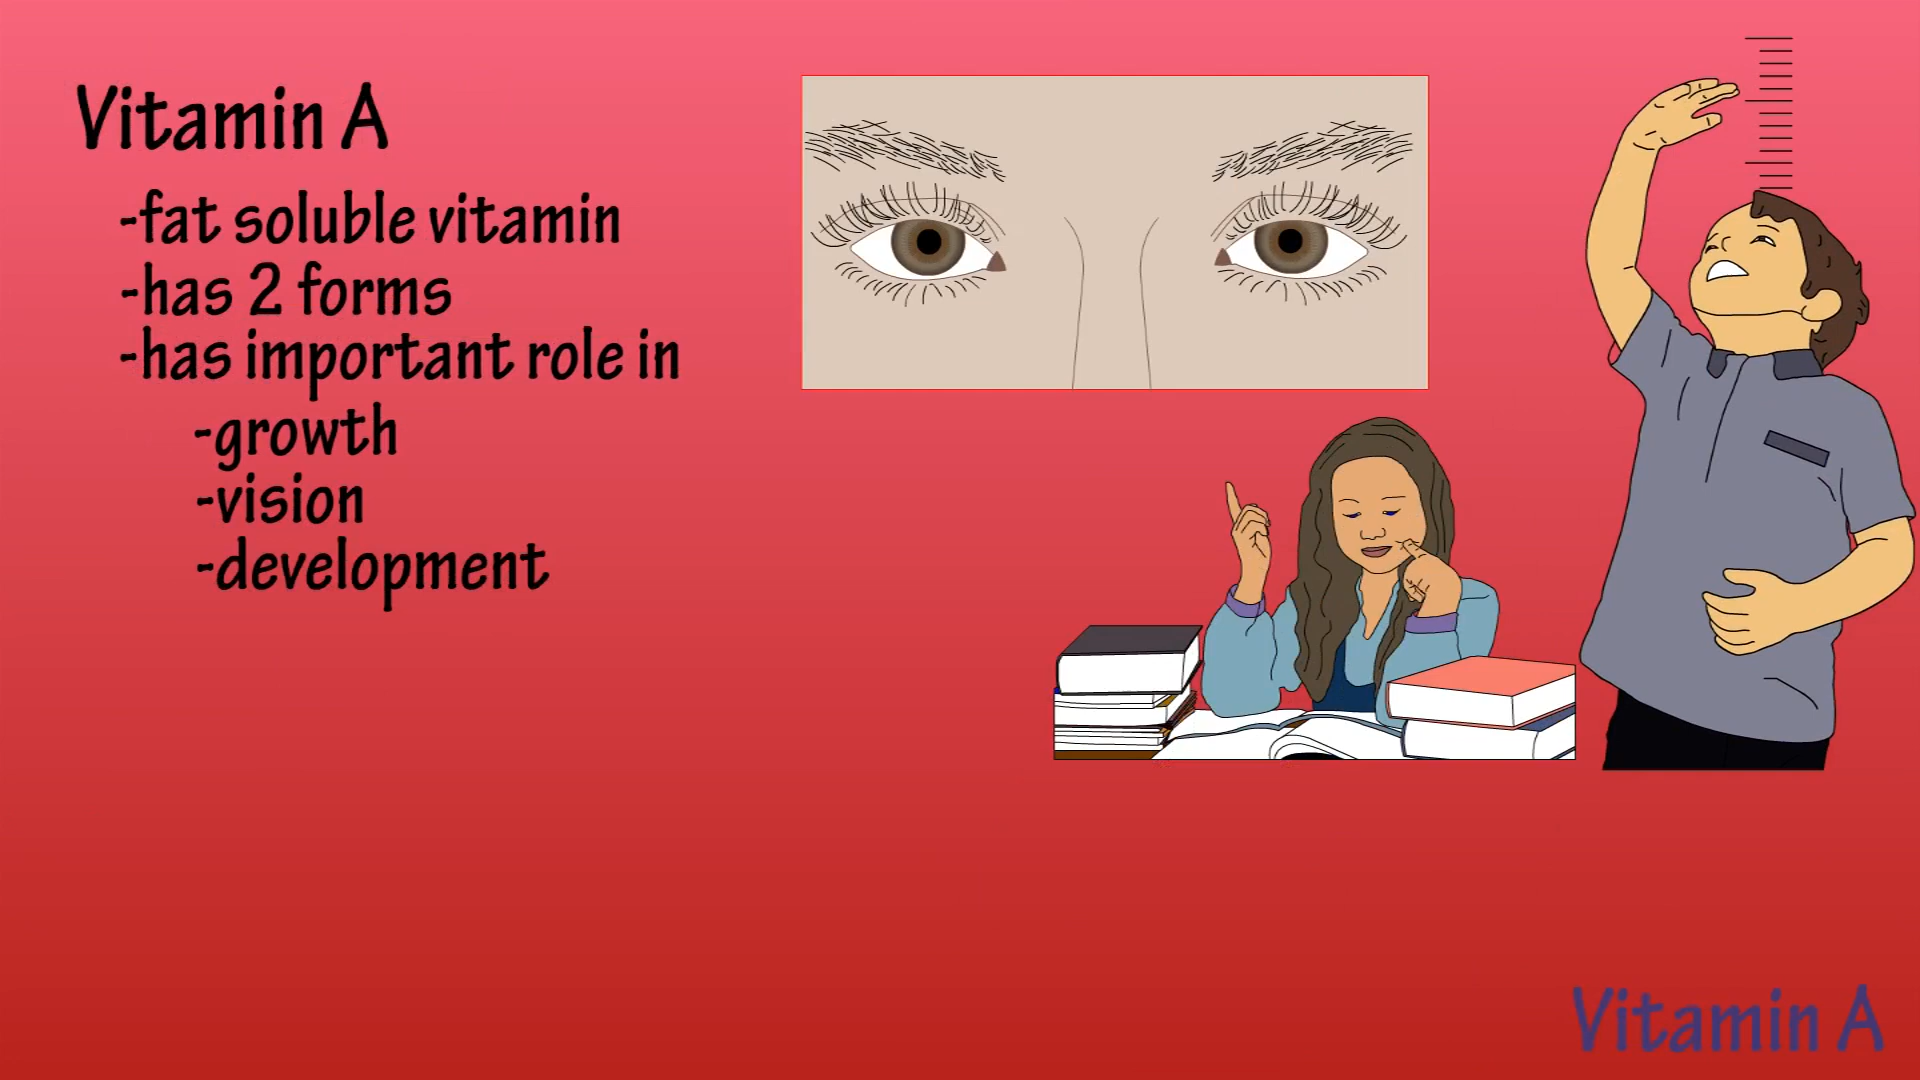 Vitamin A
-fat soluble vitamin
-has 2 forms
-has important role in
-growth
-vision
-development
Vitamin A